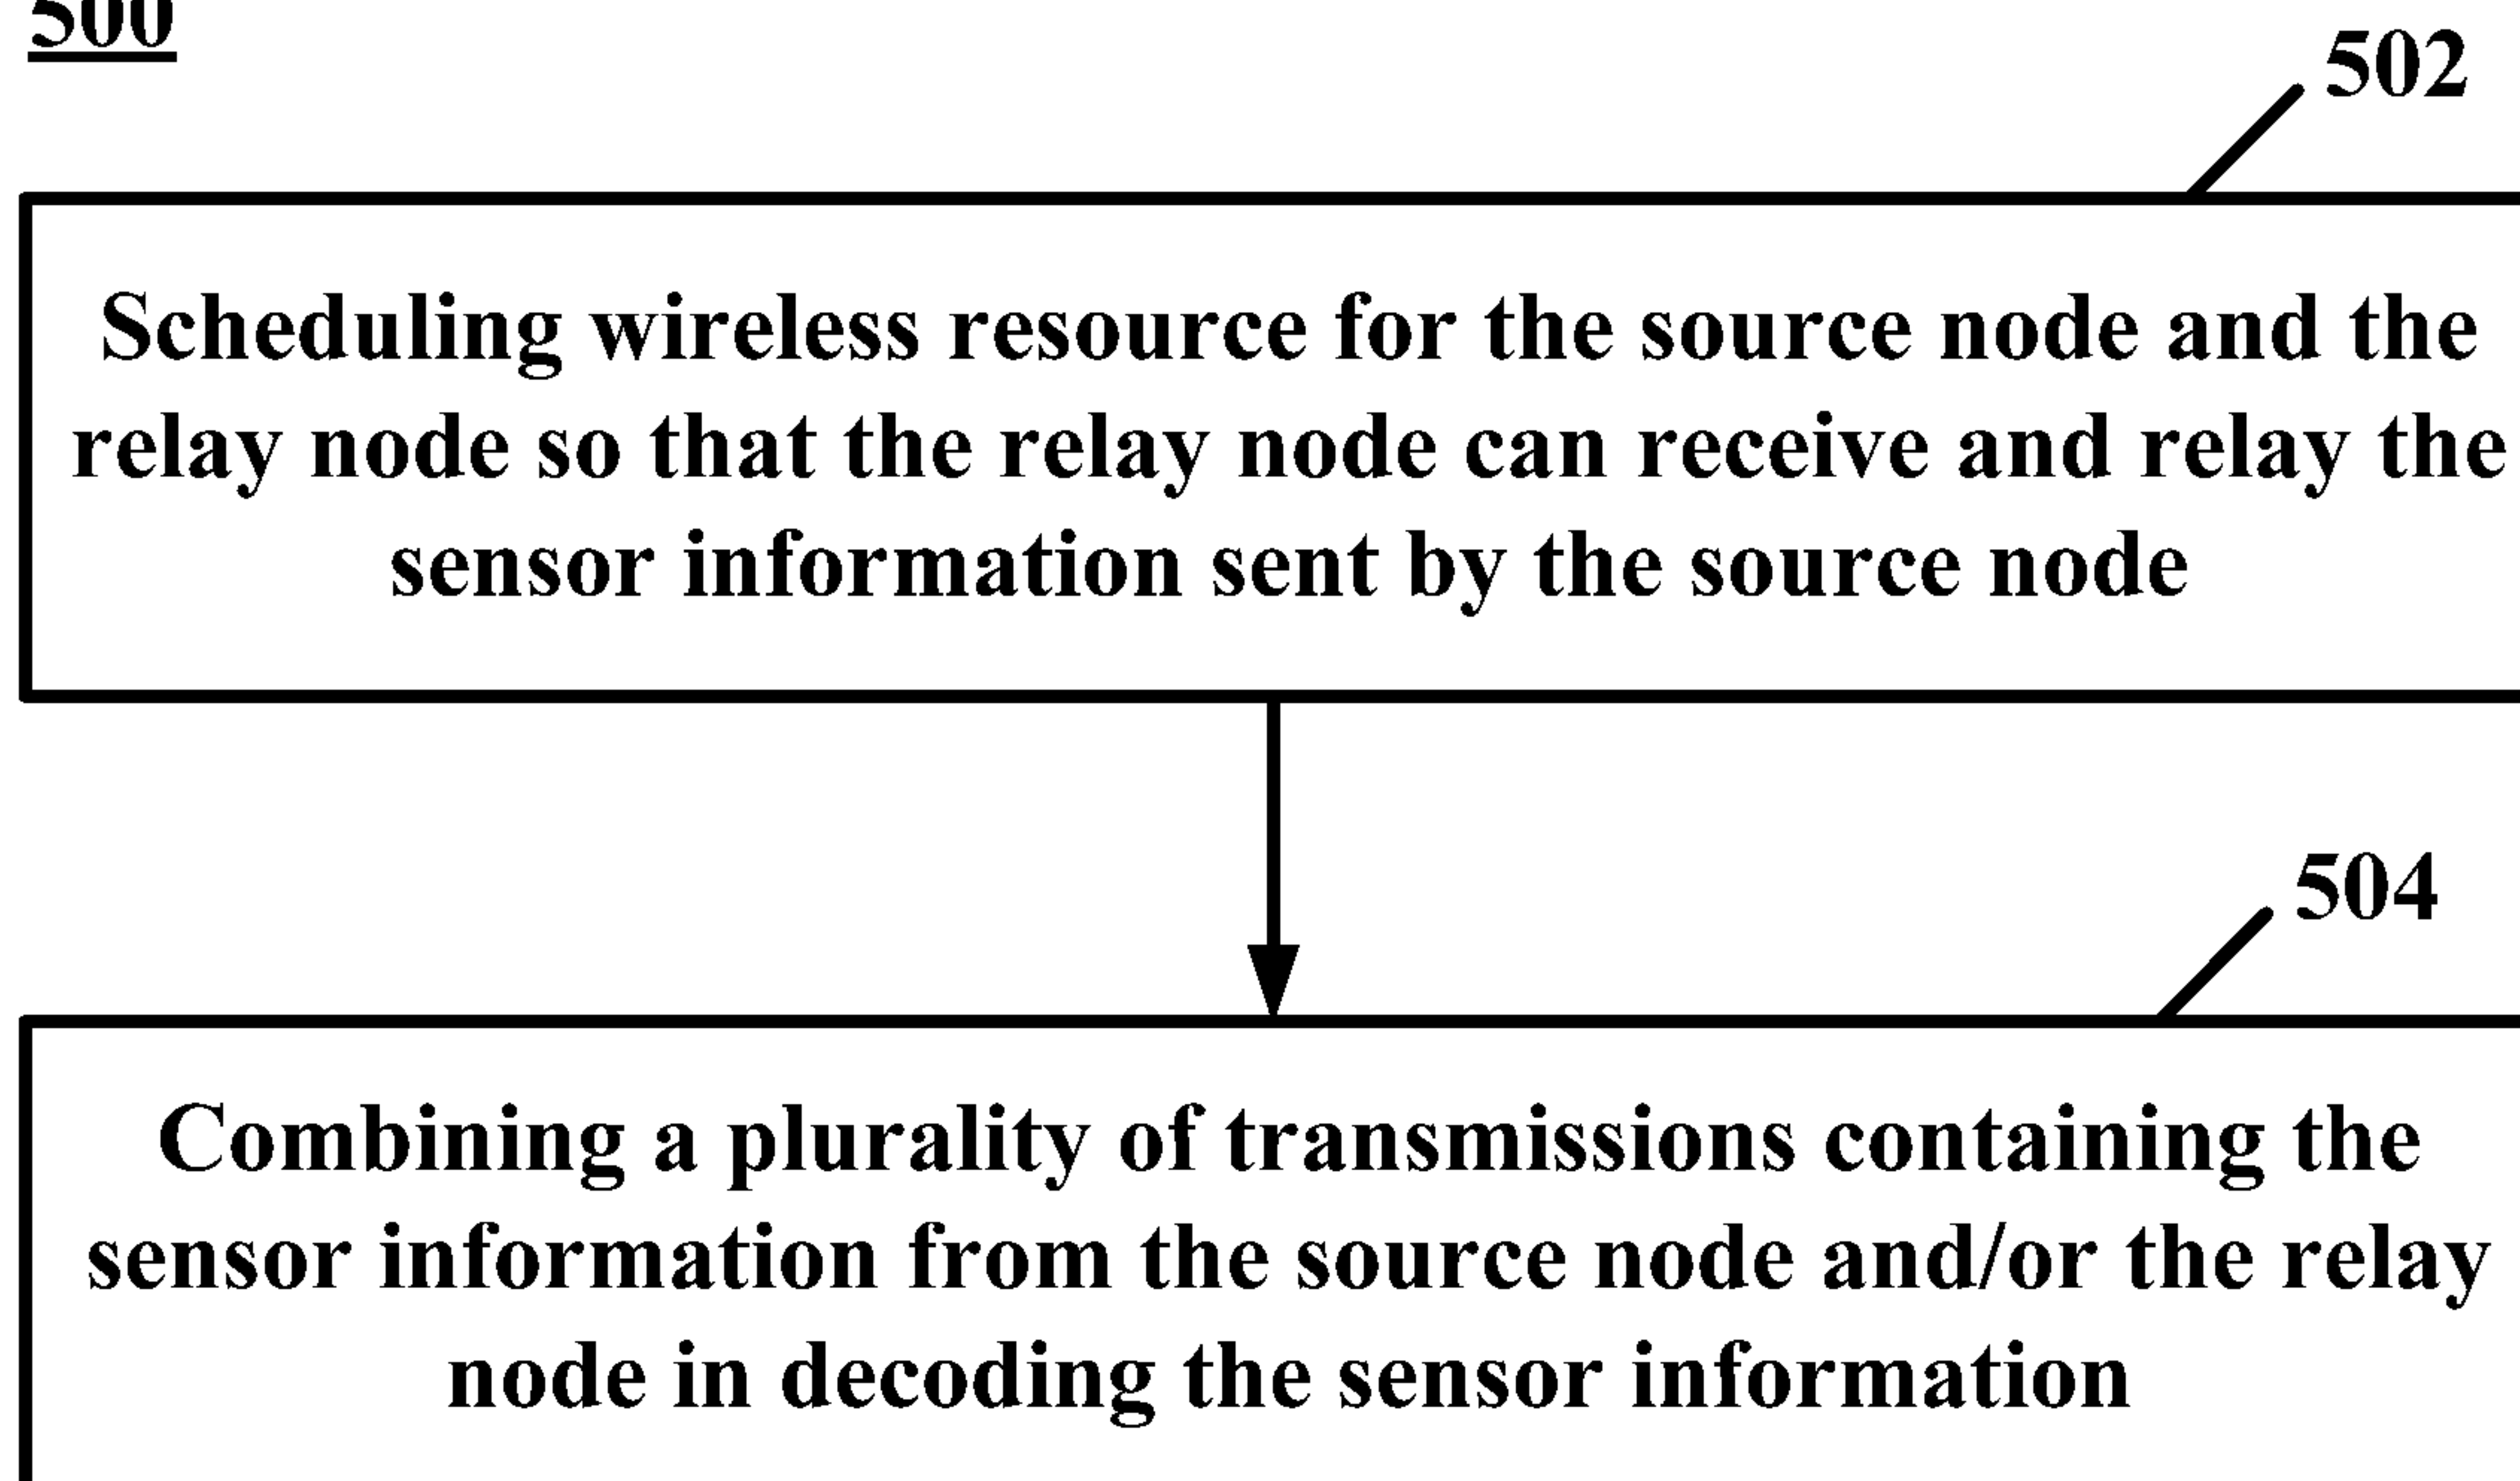 500
502
Scheduling wireless resource for the source node and the
relay node so that the relay node can receive and relay the
sensor information sent by the source node
504
Combining a plurality of transmissions containing the
sensor information from the source node and/or the relay
node in decoding the sensor information